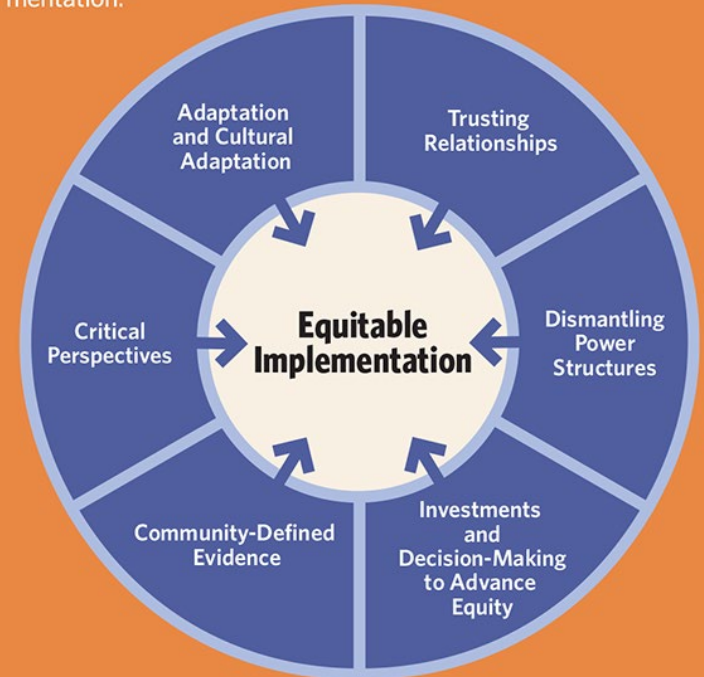 mentation.
Adaptation
and Cultural
Adaptation
Trusting
Relationships
Dismantling
Power
Structures
Investments
and
Decision-Making
to Advance
Equity
Community-Defined
Evidence
Critical
Perspectives
Equitable
Implementation